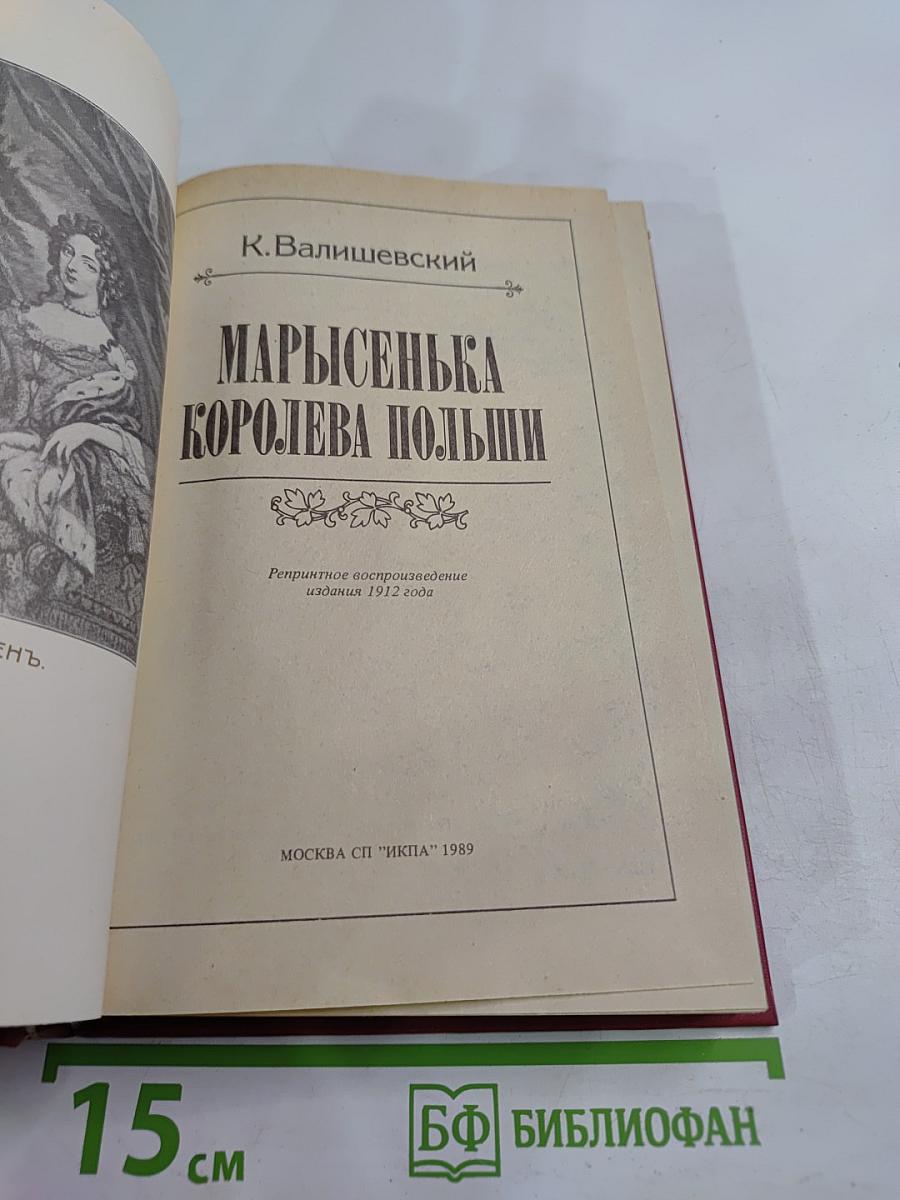 К. Валишевский
МАРЫСЕНЬКА
КОРОЛЕВА ПОЛЬШИ
Репринтное воспроизведение
издания 1912 года
МОСКВА СП "ИКПА" 1989
ЕНЪ.
15 см
БФ БИБЛИОФАН